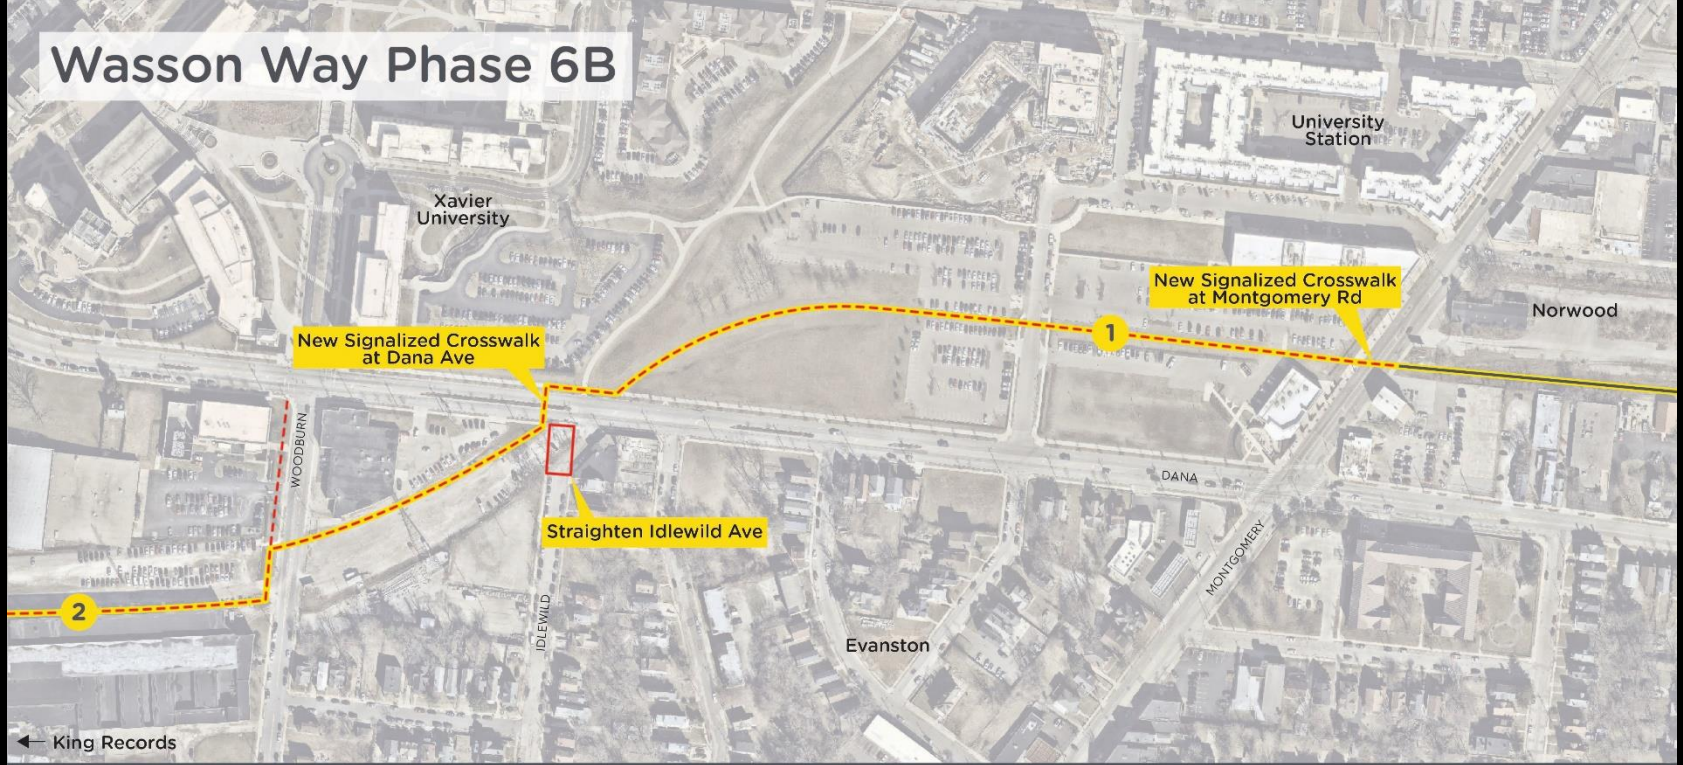 Wasson Way Phase 6B
University
Station
Xavier
University
New Signalized Crosswalk
at Montgomery Rd
Norwood
1
New Signalized Crosswalk
at Dana Ave
WOODBURN
DANA
Straighten Idlewild Ave
MONTGOMERY
2
IDLEWILD
Evanston
← King Records